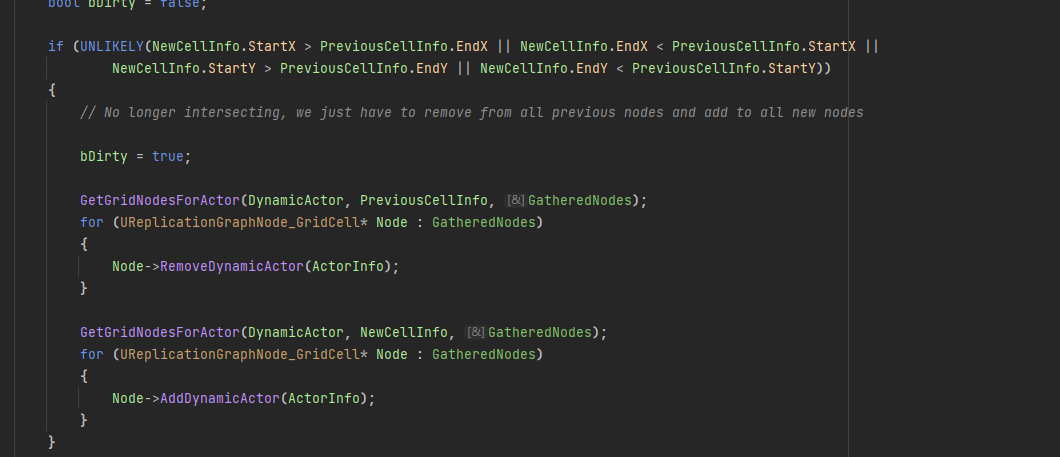 bool bDirty = false;
if (UNLIKELY(NewCellInfo.StartX > PreviousCellInfo.EndX || NewCellInfo.EndX < PreviousCellInfo.StartX ||
NewCellInfo.StartY > PreviousCellInfo.EndY || NewCellInfo.EndY < PreviousCellInfo.StartY))
{
// No longer intersecting, we just have to remove from all previous nodes and add to all new nodes
bDirty = true;
GetGridNodesForActor(DynamicActor, PreviousCellInfo, [&]GatheredNodes);
for (UReplicationGraphNode_GridCell* Node : GatheredNodes)
{
Node->RemoveDynamicActor(ActorInfo);
}
GetGridNodesForActor(DynamicActor, NewCellInfo, [&]GatheredNodes);
for (UReplicationGraphNode_GridCell* Node : GatheredNodes)
{
Node->AddDynamicActor(ActorInfo);
}
}